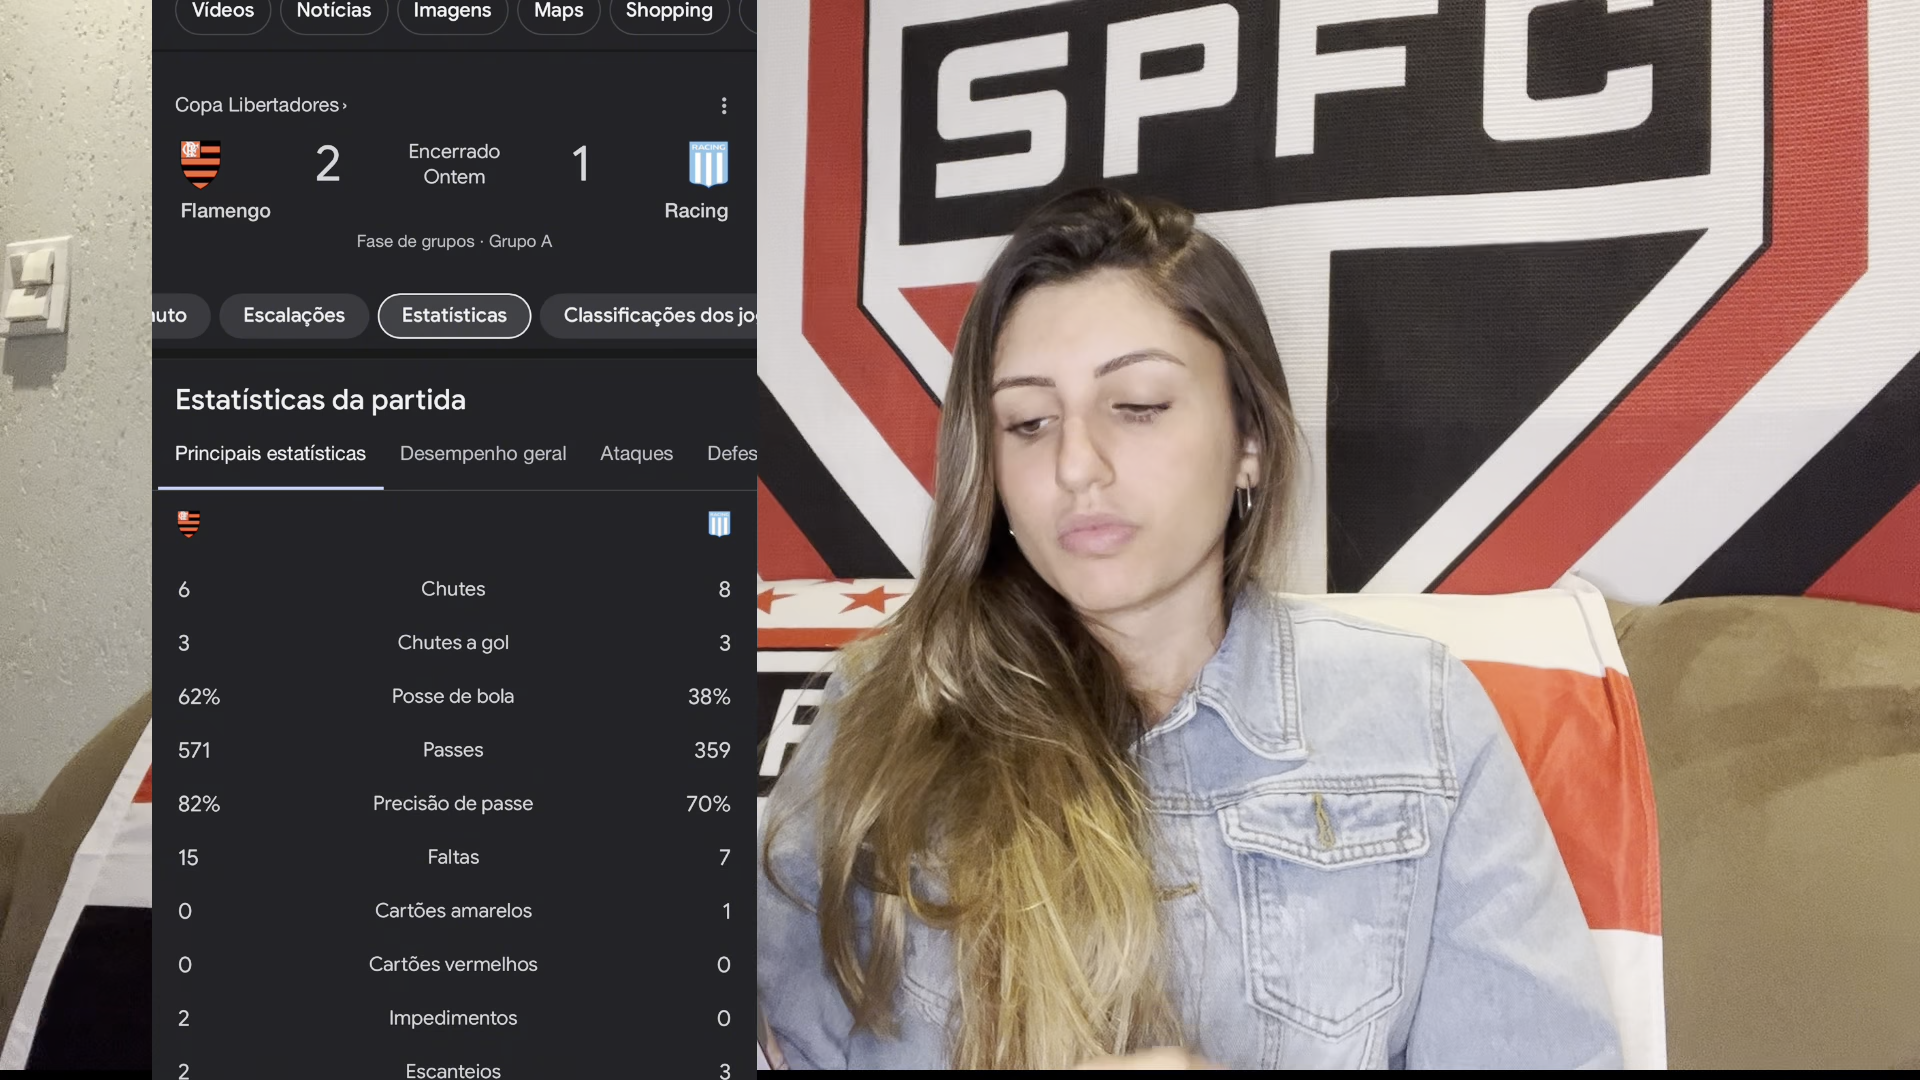 Vídeos Notícias Imagens Maps Shopping
Copa Libertadores ›
2 Encerrado Ontem 1
RACING
Flamengo Racing
Fase de grupos · Grupo A
nuto Escalações Estatísticas Classificações dos jo
Estatísticas da partida
Principais estatísticas Desempenho geral Ataques Defes
6 Chutes 8
3 Chutes a gol 3
62% Posse de bola 38%
571 Passes 359
82% Precisão de passe 70%
15 Faltas 7
0 Cartões amarelos 1
0 Cartões vermelhos 0
2 Impedimentos 0
2 Escanteios 3
SPFC